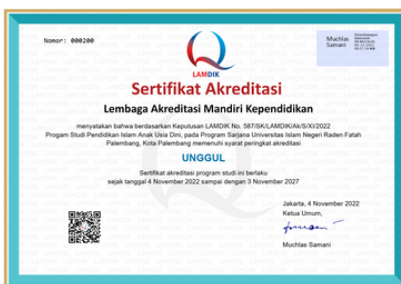 Nomor: 000200
Muchlas
Samani
LAMDIK
Sertifikat Akreditasi
Lembaga Akreditasi Mandiri Kependidikan
menyatakan bahwa berdasarkan Keputusan LAMDIK No. 587/SK/LAMDIK/Ak/S/XI/2022
Progam Studi Pendidikan Islam Anak Usia Dini, pada Program Sarjana Universitas Islam Negeri Raden Fatah
Palembang, Kota Palembang memenuhi syarat peringkat akreditasi
UNGGUL
Sertifikat akreditasi program studi ini berlaku
sejak tanggal 4 November 2022 sampai dengan 3 November 2027
Jakarta, 4 November 2022
Ketua Umum,
Muchlas Samani